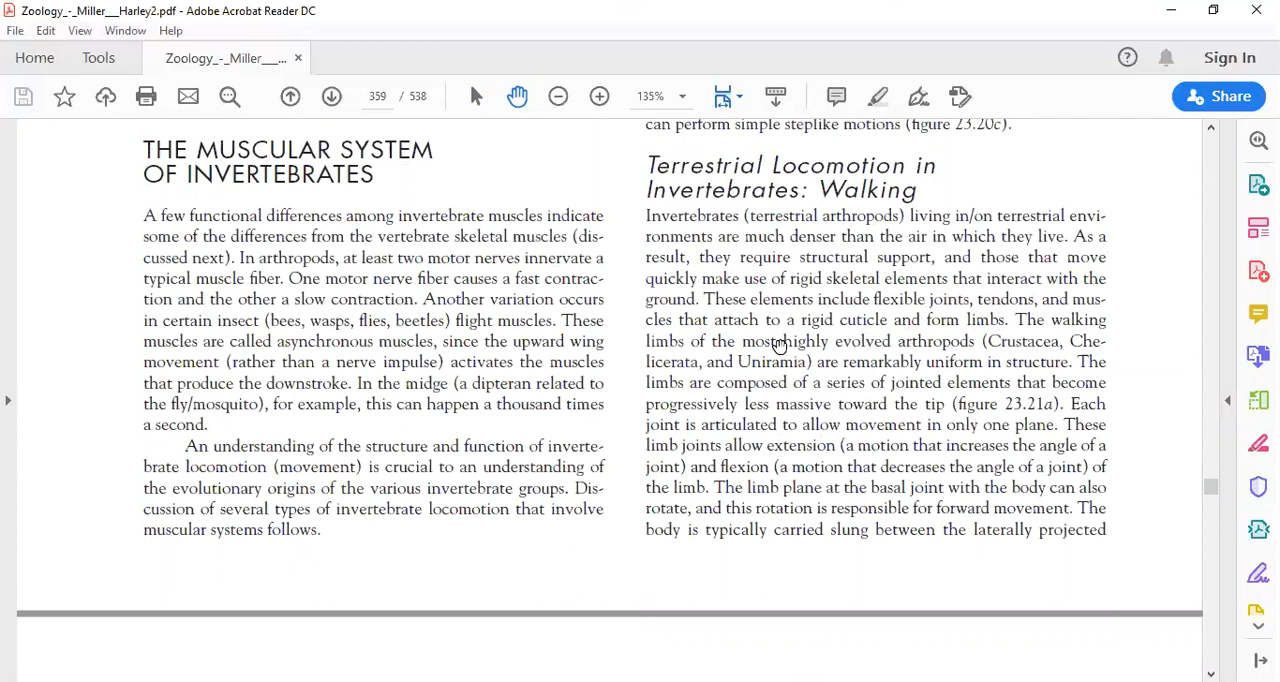 Zoology_-_Miller___Harley2.pdf - Adobe Acrobat Reader DC
File Edit View Window Help
Home Tools Zoology_-_Miller___... × Sign In
359 / 538 135% Share
THE MUSCULAR SYSTEM
OF INVERTEBRATES
A few functional differences among invertebrate muscles indicate
some of the differences from the vertebrate skeletal muscles (dis-
cussed next). In arthropods, at least two motor nerves innervate a
typical muscle fiber. One motor nerve fiber causes a fast contrac-
tion and the other a slow contraction. Another variation occurs
in certain insect (bees, wasps, flies, beetles) flight muscles. These
muscles are called asynchronous muscles, since the upward wing
movement (rather than a nerve impulse) activates the muscles
that produce the downstroke. In the midge (a dipteran related to
the fly/mosquito), for example, this can happen a thousand times
a second.
An understanding of the structure and function of inverte-
brate locomotion (movement) is crucial to an understanding of
the evolutionary origins of the various invertebrate groups. Dis-
cussion of several types of invertebrate locomotion that involve
muscular systems follows.
can perform simple steplike motions (figure 23.20c).
Terrestrial Locomotion in
Invertebrates: Walking
Invertebrates (terrestrial arthropods) living in/on terrestrial envi-
ronments are much denser than the air in which they live. As a
result, they require structural support, and those that move
quickly make use of rigid skeletal elements that interact with the
ground. These elements include flexible joints, tendons, and mus-
cles that attach to a rigid cuticle and form limbs. The walking
limbs of the most highly evolved arthropods (Crustacea, Che-
licerata, and Uniramia) are remarkably uniform in structure. The
limbs are composed of a series of jointed elements that become
progressively less massive toward the tip (figure 23.21a). Each
joint is articulated to allow movement in only one plane. These
limb joints allow extension (a motion that increases the angle of a
joint) and flexion (a motion that decreases the angle of a joint) of
the limb. The limb plane at the basal joint with the body can also
rotate, and this rotation is responsible for forward movement. The
body is typically carried slung between the laterally projected